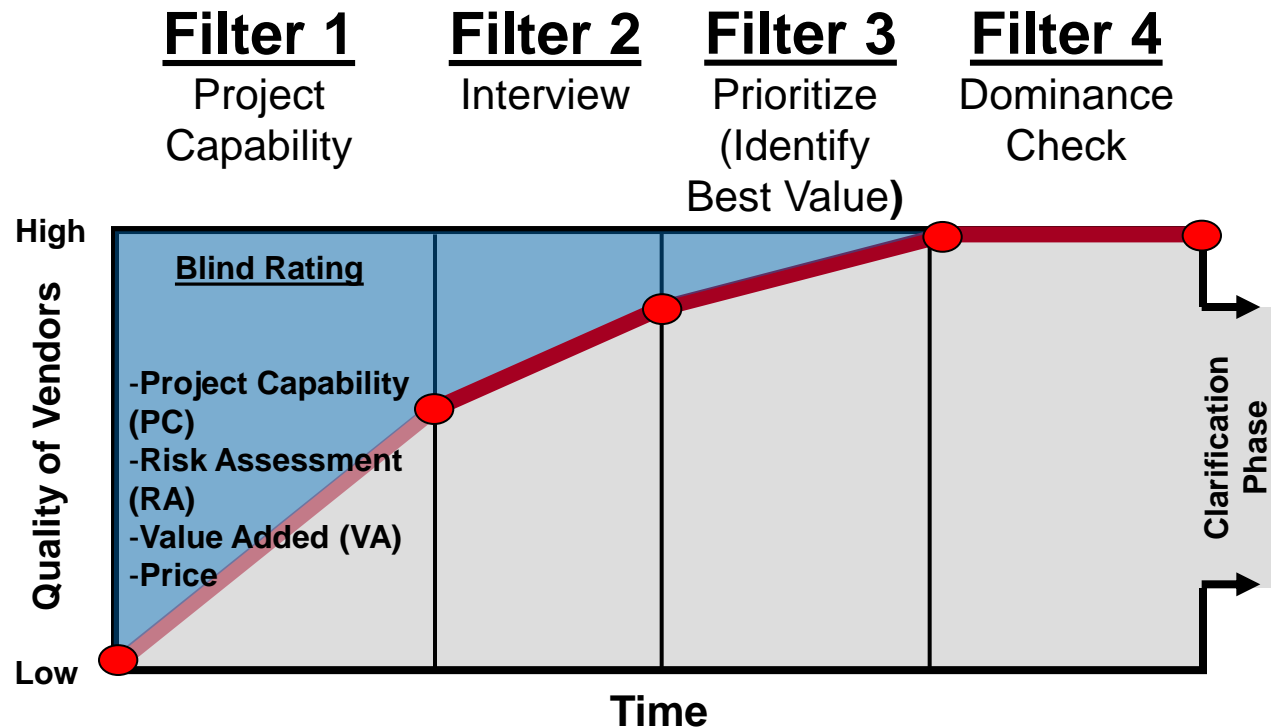 Filter 1
Project
Capability
Filter 2
Interview
Filter 3
Prioritize
(Identify
Best Value)
Filter 4
Dominance
Check
High
Quality of Vendors
Low
Blind Rating
-Project Capability
(PC)
-Risk Assessment
(RA)
-Value Added (VA)
-Price
Clarification
Phase
Time